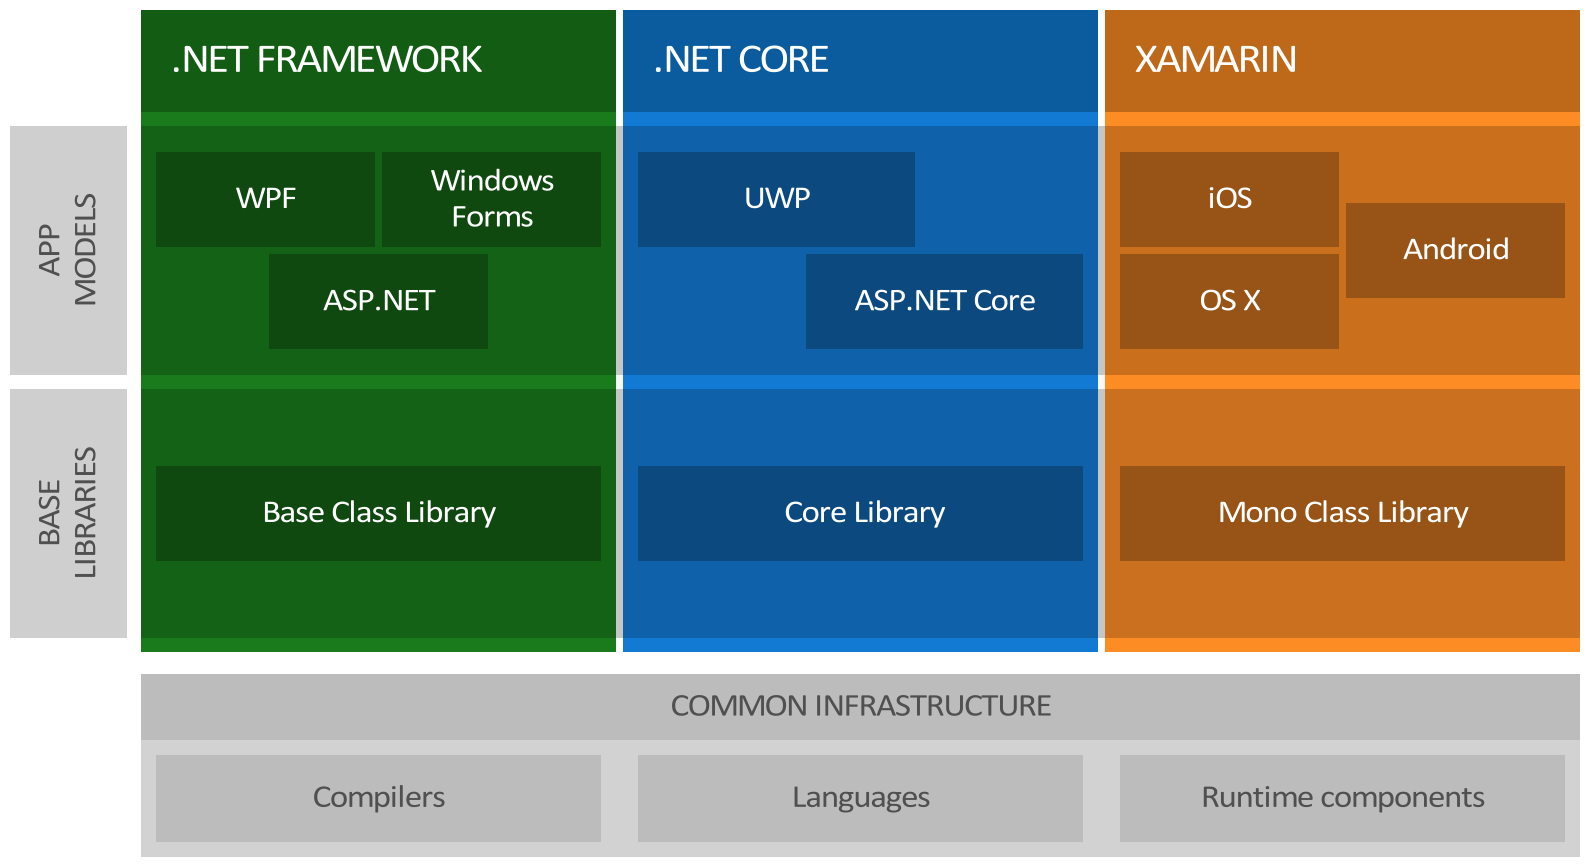 .NET FRAMEWORK
.NET CORE
XAMARIN
APP
MODELS
WPF
Windows
Forms
ASP.NET
UWP
ASP.NET Core
iOS
Android
OS X
BASE
LIBRARIES
Base Class Library
Core Library
Mono Class Library
COMMON INFRASTRUCTURE
Compilers
Languages
Runtime components